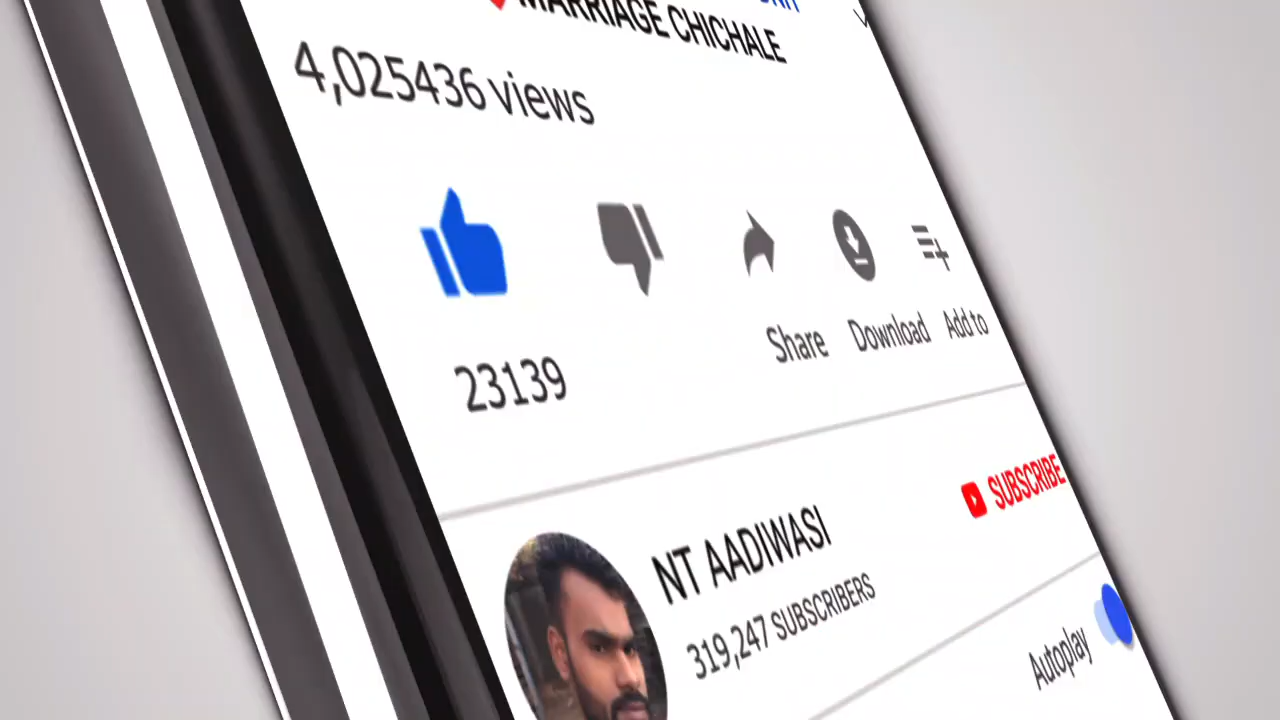 MARRIAGE CHICHALE
4,025436 views
23139
Share Download Add to
NT AADIWASI
319,247 SUBSCRIBERS
SUBSCRIBE
Autoplay